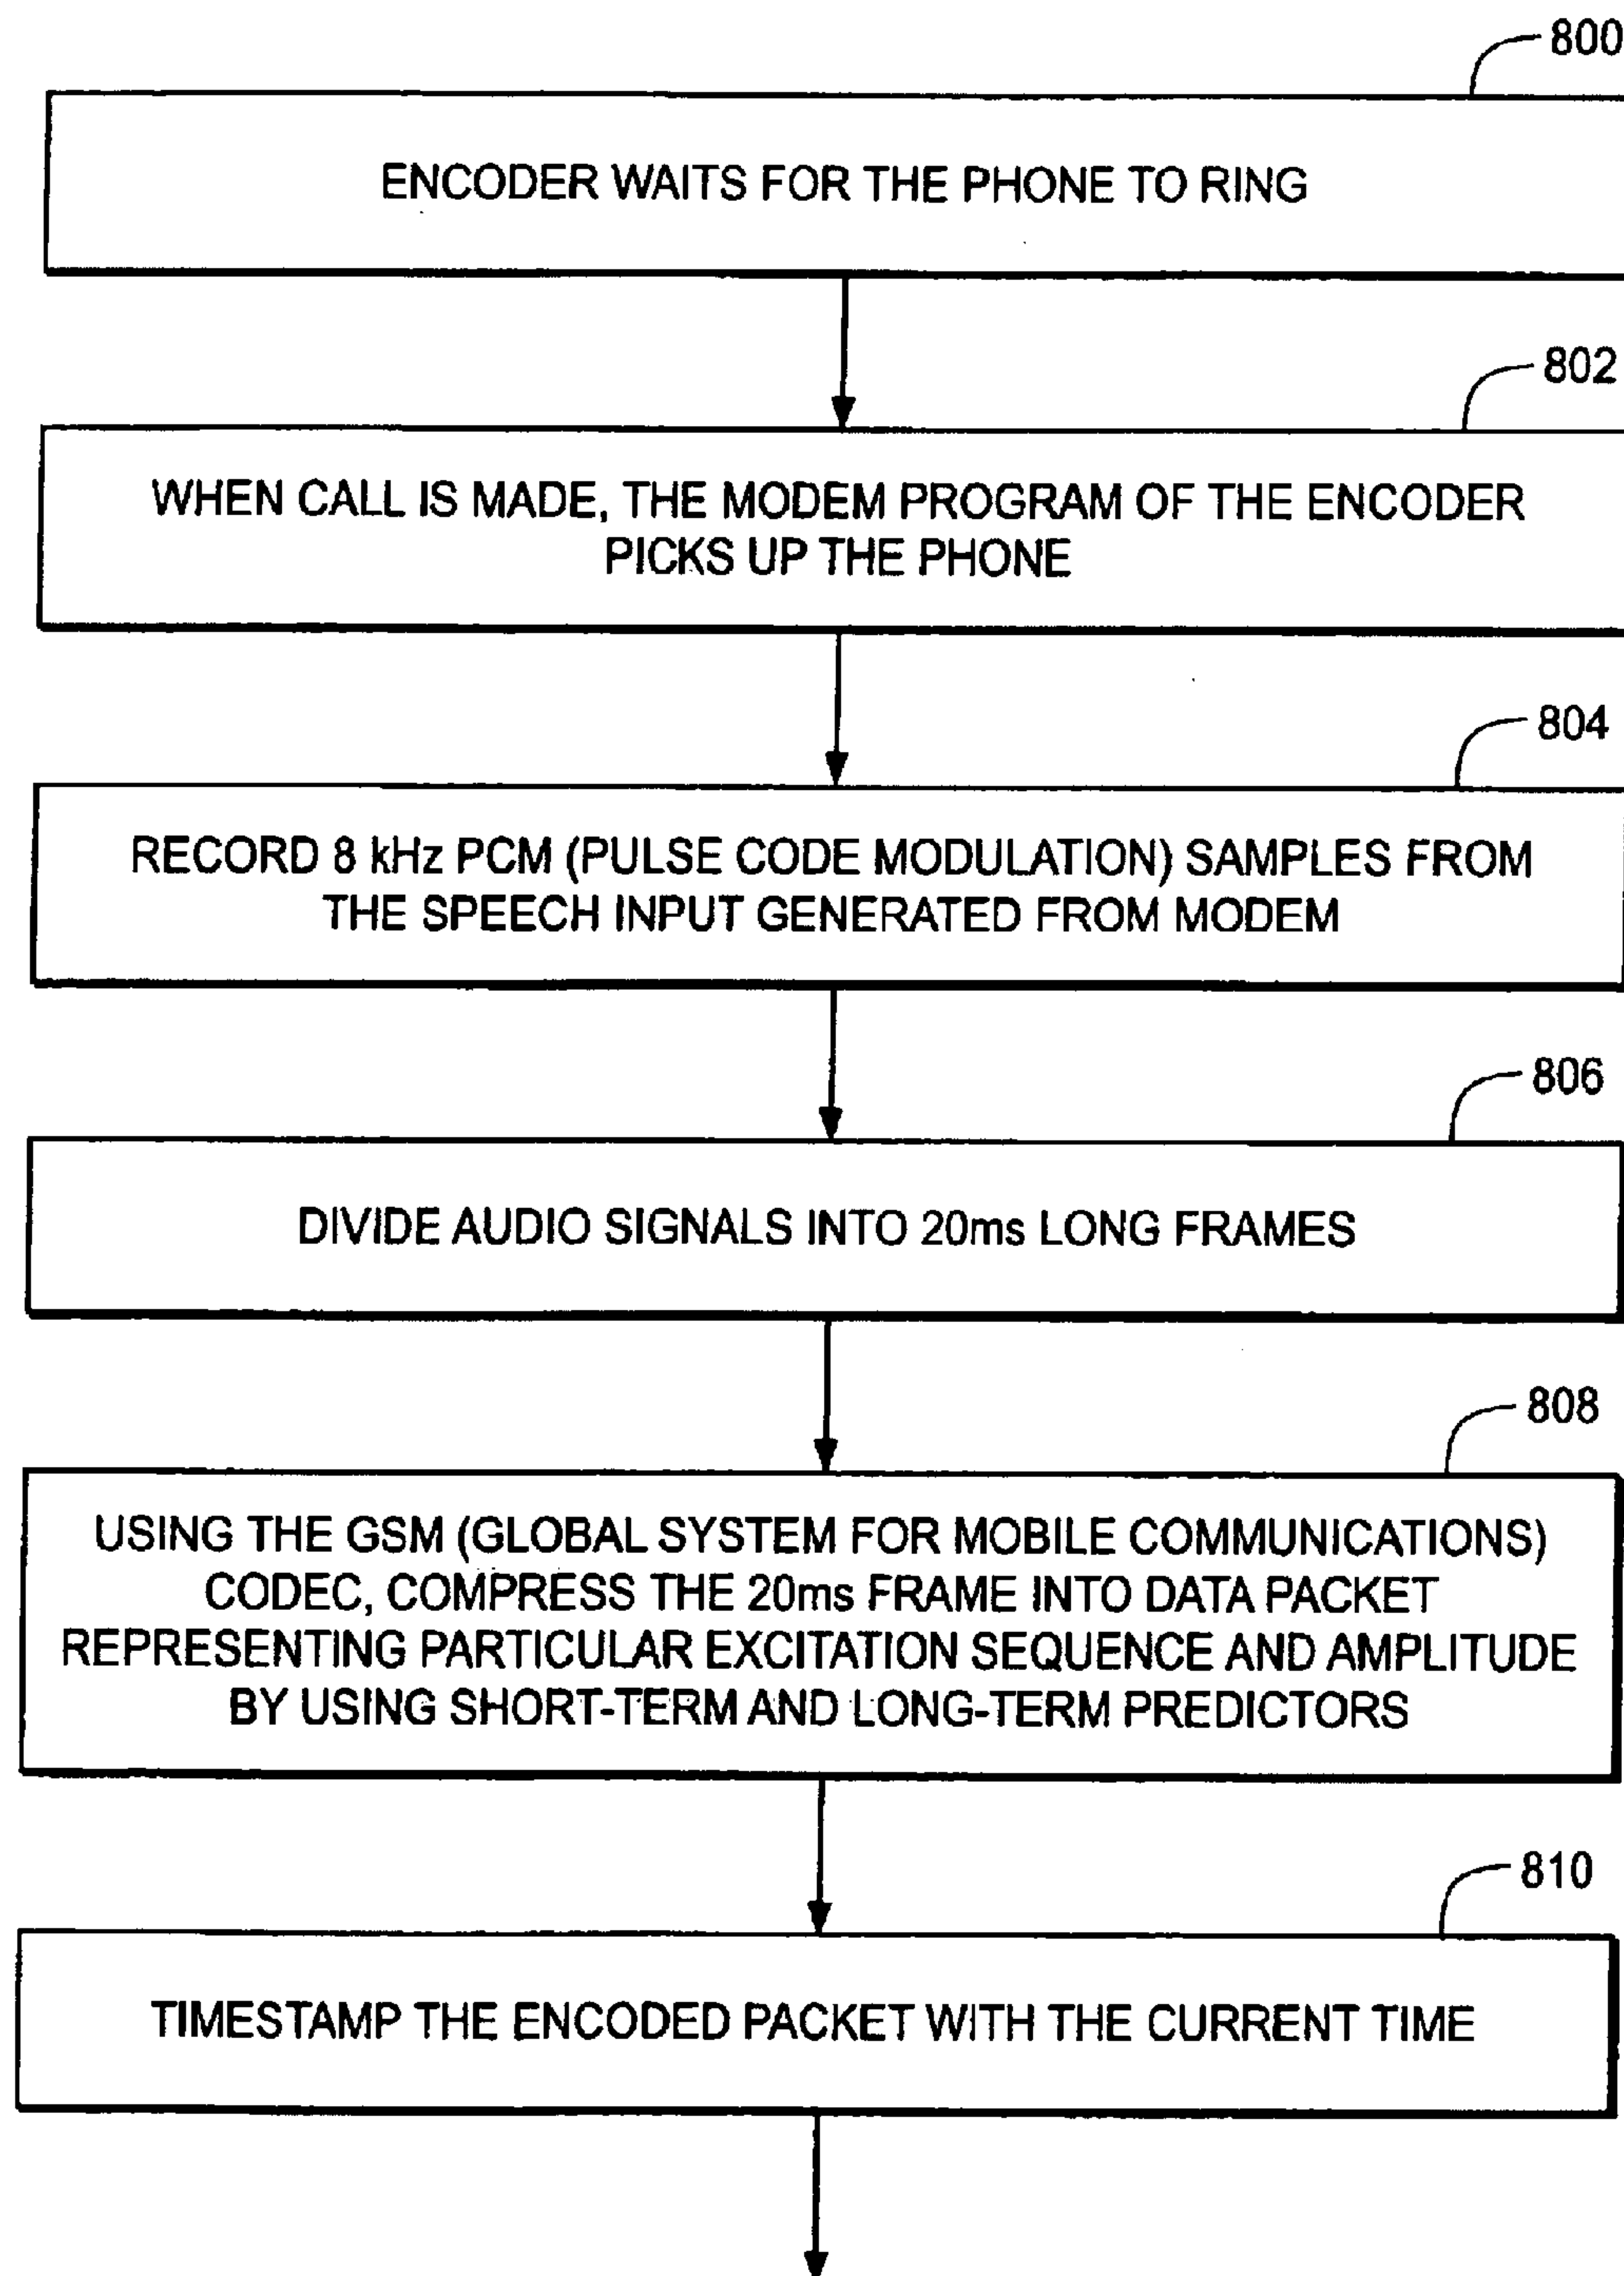 800
ENCODER WAITS FOR THE PHONE TO RING
802
WHEN CALL IS MADE, THE MODEM PROGRAM OF THE ENCODER
PICKS UP THE PHONE
804
RECORD 8 kHz PCM (PULSE CODE MODULATION) SAMPLES FROM
THE SPEECH INPUT GENERATED FROM MODEM
806
DIVIDE AUDIO SIGNALS INTO 20ms LONG FRAMES
808
USING THE GSM (GLOBAL SYSTEM FOR MOBILE COMMUNICATIONS)
CODEC, COMPRESS THE 20ms FRAME INTO DATA PACKET
REPRESENTING PARTICULAR EXCITATION SEQUENCE AND AMPLITUDE
BY USING SHORT-TERM AND LONG-TERM PREDICTORS
810
TIMESTAMP THE ENCODED PACKET WITH THE CURRENT TIME